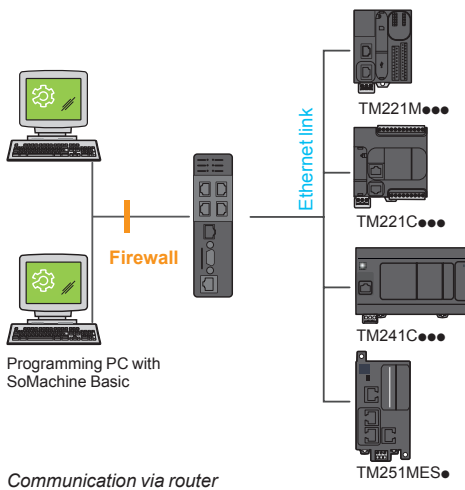 TM221M●●●
Ethernet link
TM221C●●●
Firewall
TM241C●●●
Programming PC with
SoMachine Basic
TM251MES●
Communication via router